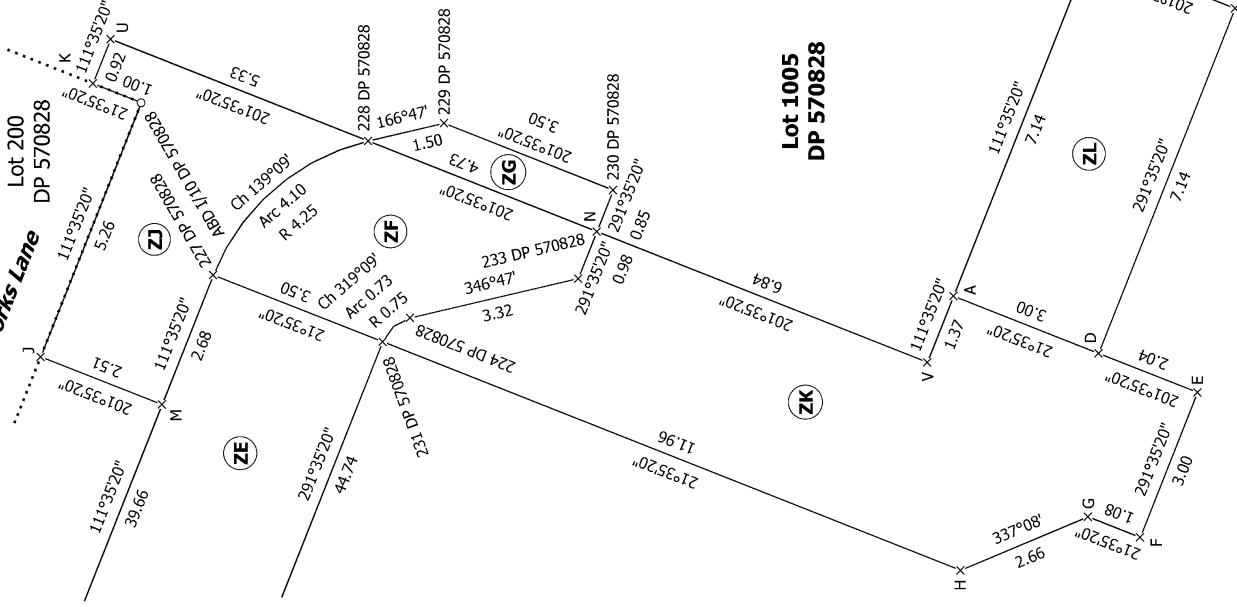 Lot 200
DP 570828
orks Lane
K
U
111°35'20"
0.92
21°35'20"
1.00
5.33
201°35'20"
111°35'20"
5.26
J
2.51
201°35'20"
M
ZJ
227 DP 570828
ABD 1/10 DP 570828
Ch 139°09'
Arc 4.10
R 4.25
228 DP 570828
166°47'
1.50
229 DP 570828
3.50
201°35'20"
230 DP 570828
ZG
4.73
201°35'20"
N
291°35'20"
0.85
ZF
233 DP 570828
346°47'
3.32
291°35'20"
0.98
Ch 319°09'
Arc 0.73
R 0.75
3.50
21°35'20"
111°35'20"
2.68
224 DP 570828
231 DP 570828
111°35'20"
39.66
ZE
291°35'20"
44.74
Lot 1005
DP 570828
6.84
201°35'20"
V
111°35'20"
1.37
A
3.00
21°35'20"
D
111°35'20"
7.14
ZL
291°35'20"
7.14
2.04
201°35'20"
E
291°35'20"
3.00
F
1.08
21°35'20"
G
337°08'
2.66
H
11.96
21°35'20"
ZK